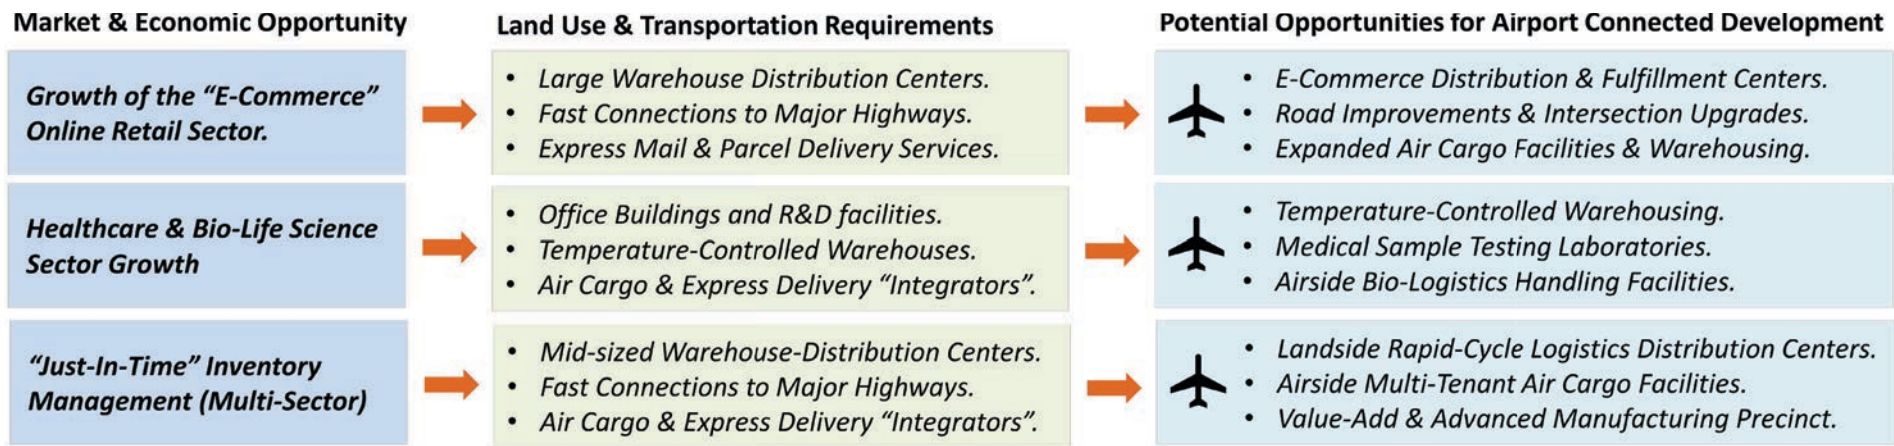 Market & Economic Opportunity
Land Use & Transportation Requirements
Potential Opportunities for Airport Connected Development
Growth of the “E-Commerce”
Online Retail Sector.
• Large Warehouse Distribution Centers.
• Fast Connections to Major Highways.
• Express Mail & Parcel Delivery Services.
• E-Commerce Distribution & Fulfillment Centers.
• Road Improvements & Intersection Upgrades.
• Expanded Air Cargo Facilities & Warehousing.
Healthcare & Bio-Life Science
Sector Growth
• Office Buildings and R&D facilities.
• Temperature-Controlled Warehouses.
• Air Cargo & Express Delivery “Integrators”.
• Temperature-Controlled Warehousing.
• Medical Sample Testing Laboratories.
• Airside Bio-Logistics Handling Facilities.
“Just-In-Time” Inventory
Management (Multi-Sector)
• Mid-sized Warehouse-Distribution Centers.
• Fast Connections to Major Highways.
• Air Cargo & Express Delivery “Integrators”.
• Landside Rapid-Cycle Logistics Distribution Centers.
• Airside Multi-Tenant Air Cargo Facilities.
• Value-Add & Advanced Manufacturing Precinct.